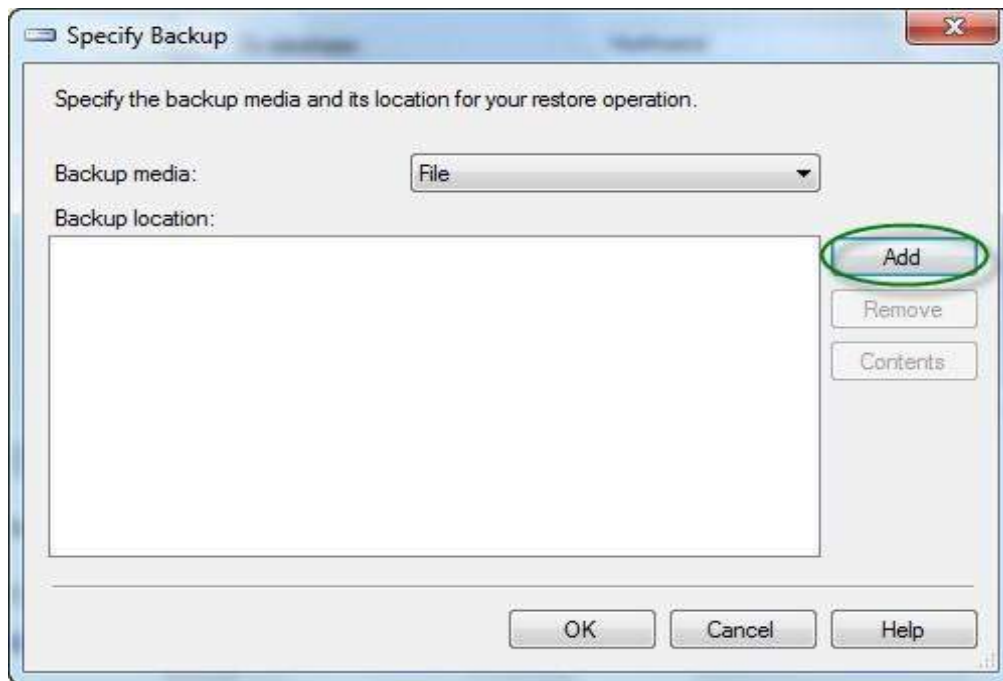 Specify Backup
Specify the backup media and its location for your restore operation.
Backup media:
File
Backup location:
Add
Remove
Contents
OK
Cancel
Help